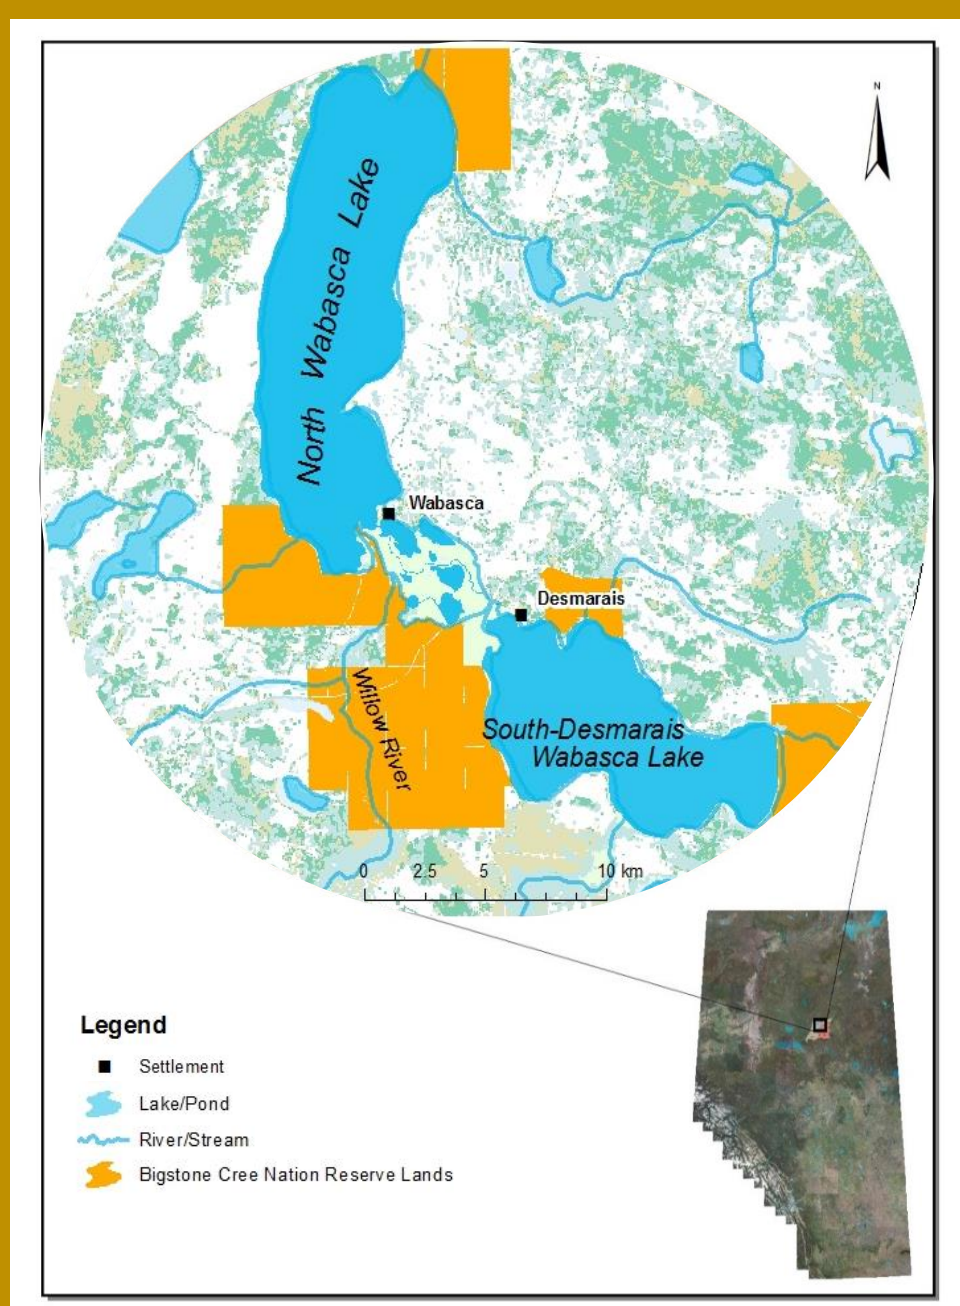 N
North Wabasca Lake
Wabasca
Desmarais
Willow River
South-Desmarais
Wabasca Lake
0 2.5 5 10 km
Legend
Settlement
Lake/Pond
River/Stream
Bigstone Cree Nation Reserve Lands